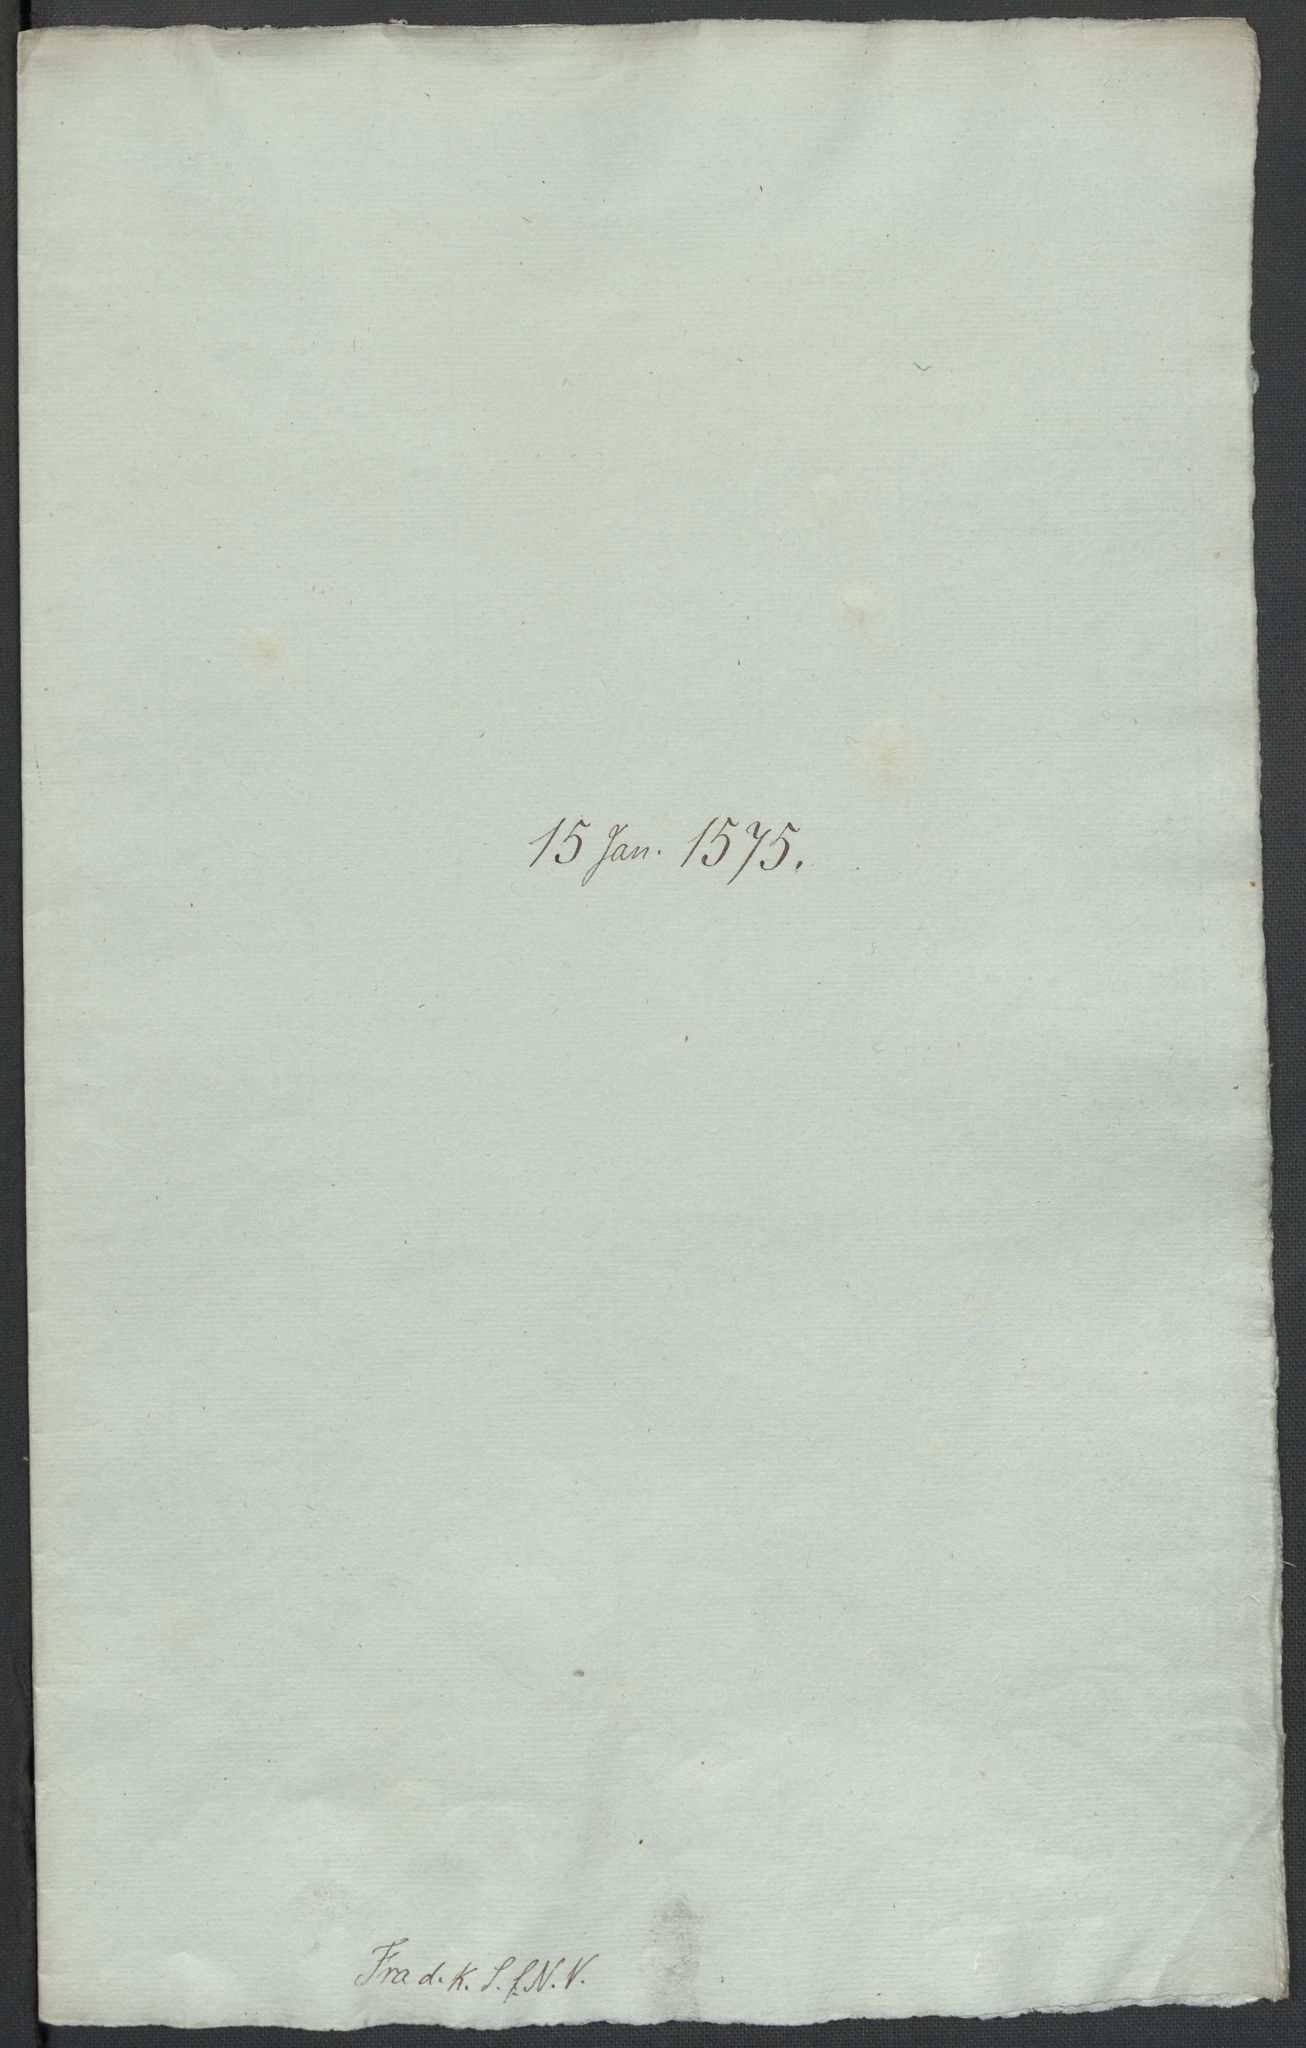 15 Jan. 1575.
Fra d. K. S. f. N. V.